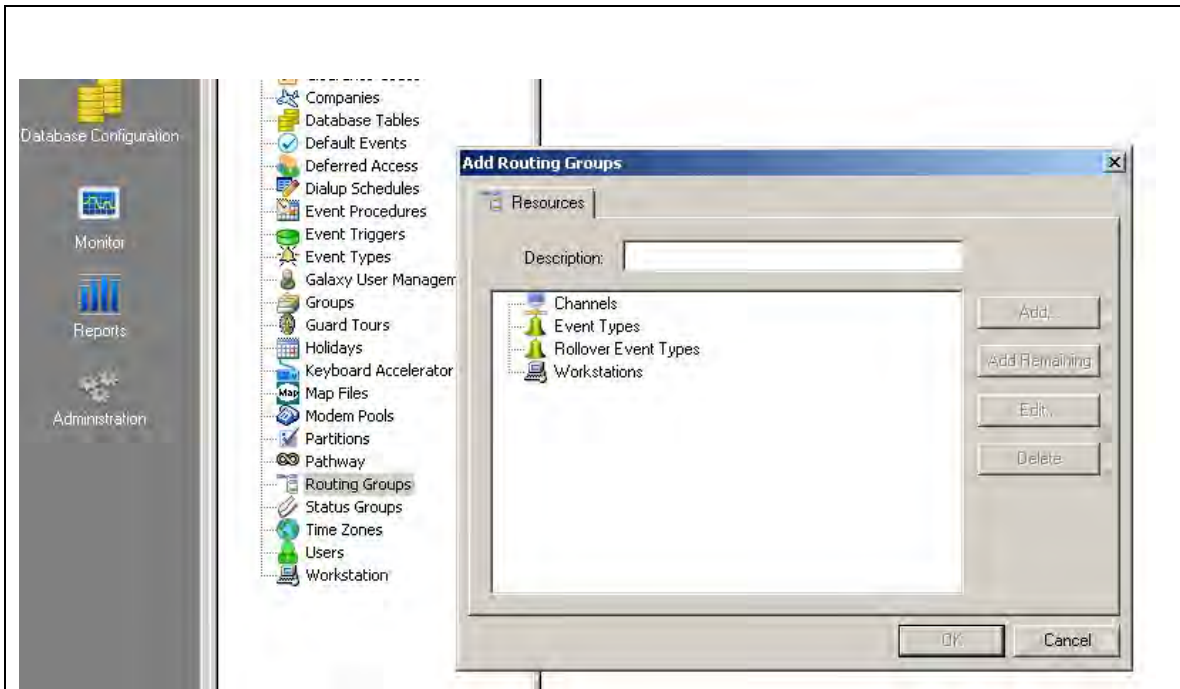 Database Configuration
Monitor
Reports
Administration
Companies
Database Tables
Default Events
Deferred Access
Dialup Schedules
Event Procedures
Event Triggers
Event Types
Galaxy User Managem
Groups
Guard Tours
Holidays
Keyboard Accelerator
Map Files
Modem Pools
Partitions
Pathway
Routing Groups
Status Groups
Time Zones
Users
Workstation
Add Routing Groups
Resources
Description:
Channels
Event Types
Rollover Event Types
Workstations
Add...
Add Remaining
Edit...
Delete
OK
Cancel